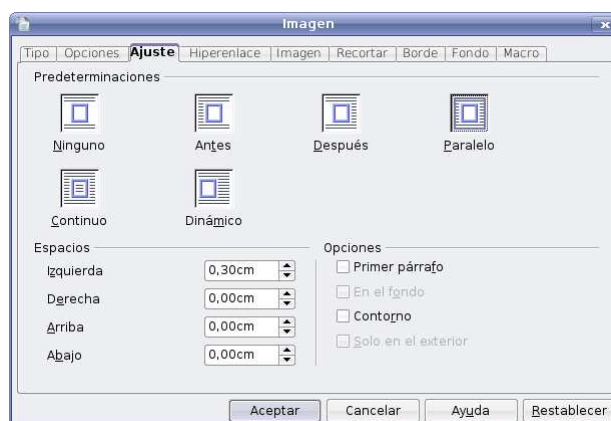 Imagen
Tipo Opciones Ajuste Hiperenlace Imagen Recortar Borde Fondo Macro
Predeterminaciones
Ninguno Antes Después Paralelo
Continuo Dinámico
Espacios Opciones
Izquierda 0,30cm Primer párrafo
Derecha 0,00cm En el fondo
Arriba 0,00cm Contorno
Abajo 0,00cm Solo en el exterior
Aceptar Cancelar Ayuda Restablecer